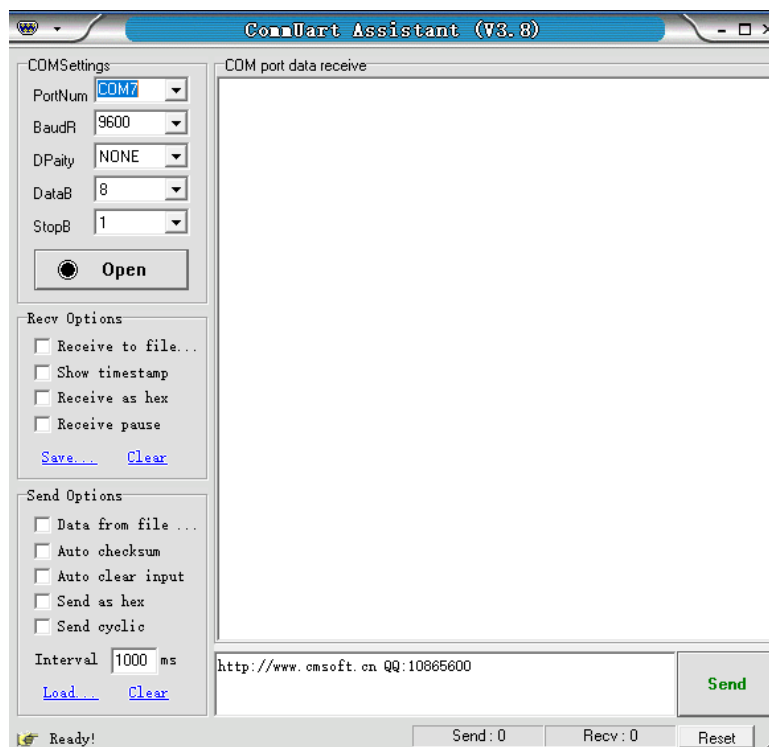 CommUart Assistant (V3.8)
COMSettings
PortNum COM7
BaudR 9600
DPaity NONE
DataB 8
StopB 1
Open
Recv Options
Receive to file...
Show timestamp
Receive as hex
Receive pause
Save... Clear
Send Options
Data from file ...
Auto checksum
Auto clear input
Send as hex
Send cyclic
Interval 1000 ms
Load... Clear
COM port data receive
http://www.cmsoft.cn QQ:10865600
Send
Ready!
Send : 0 Recv : 0 Reset